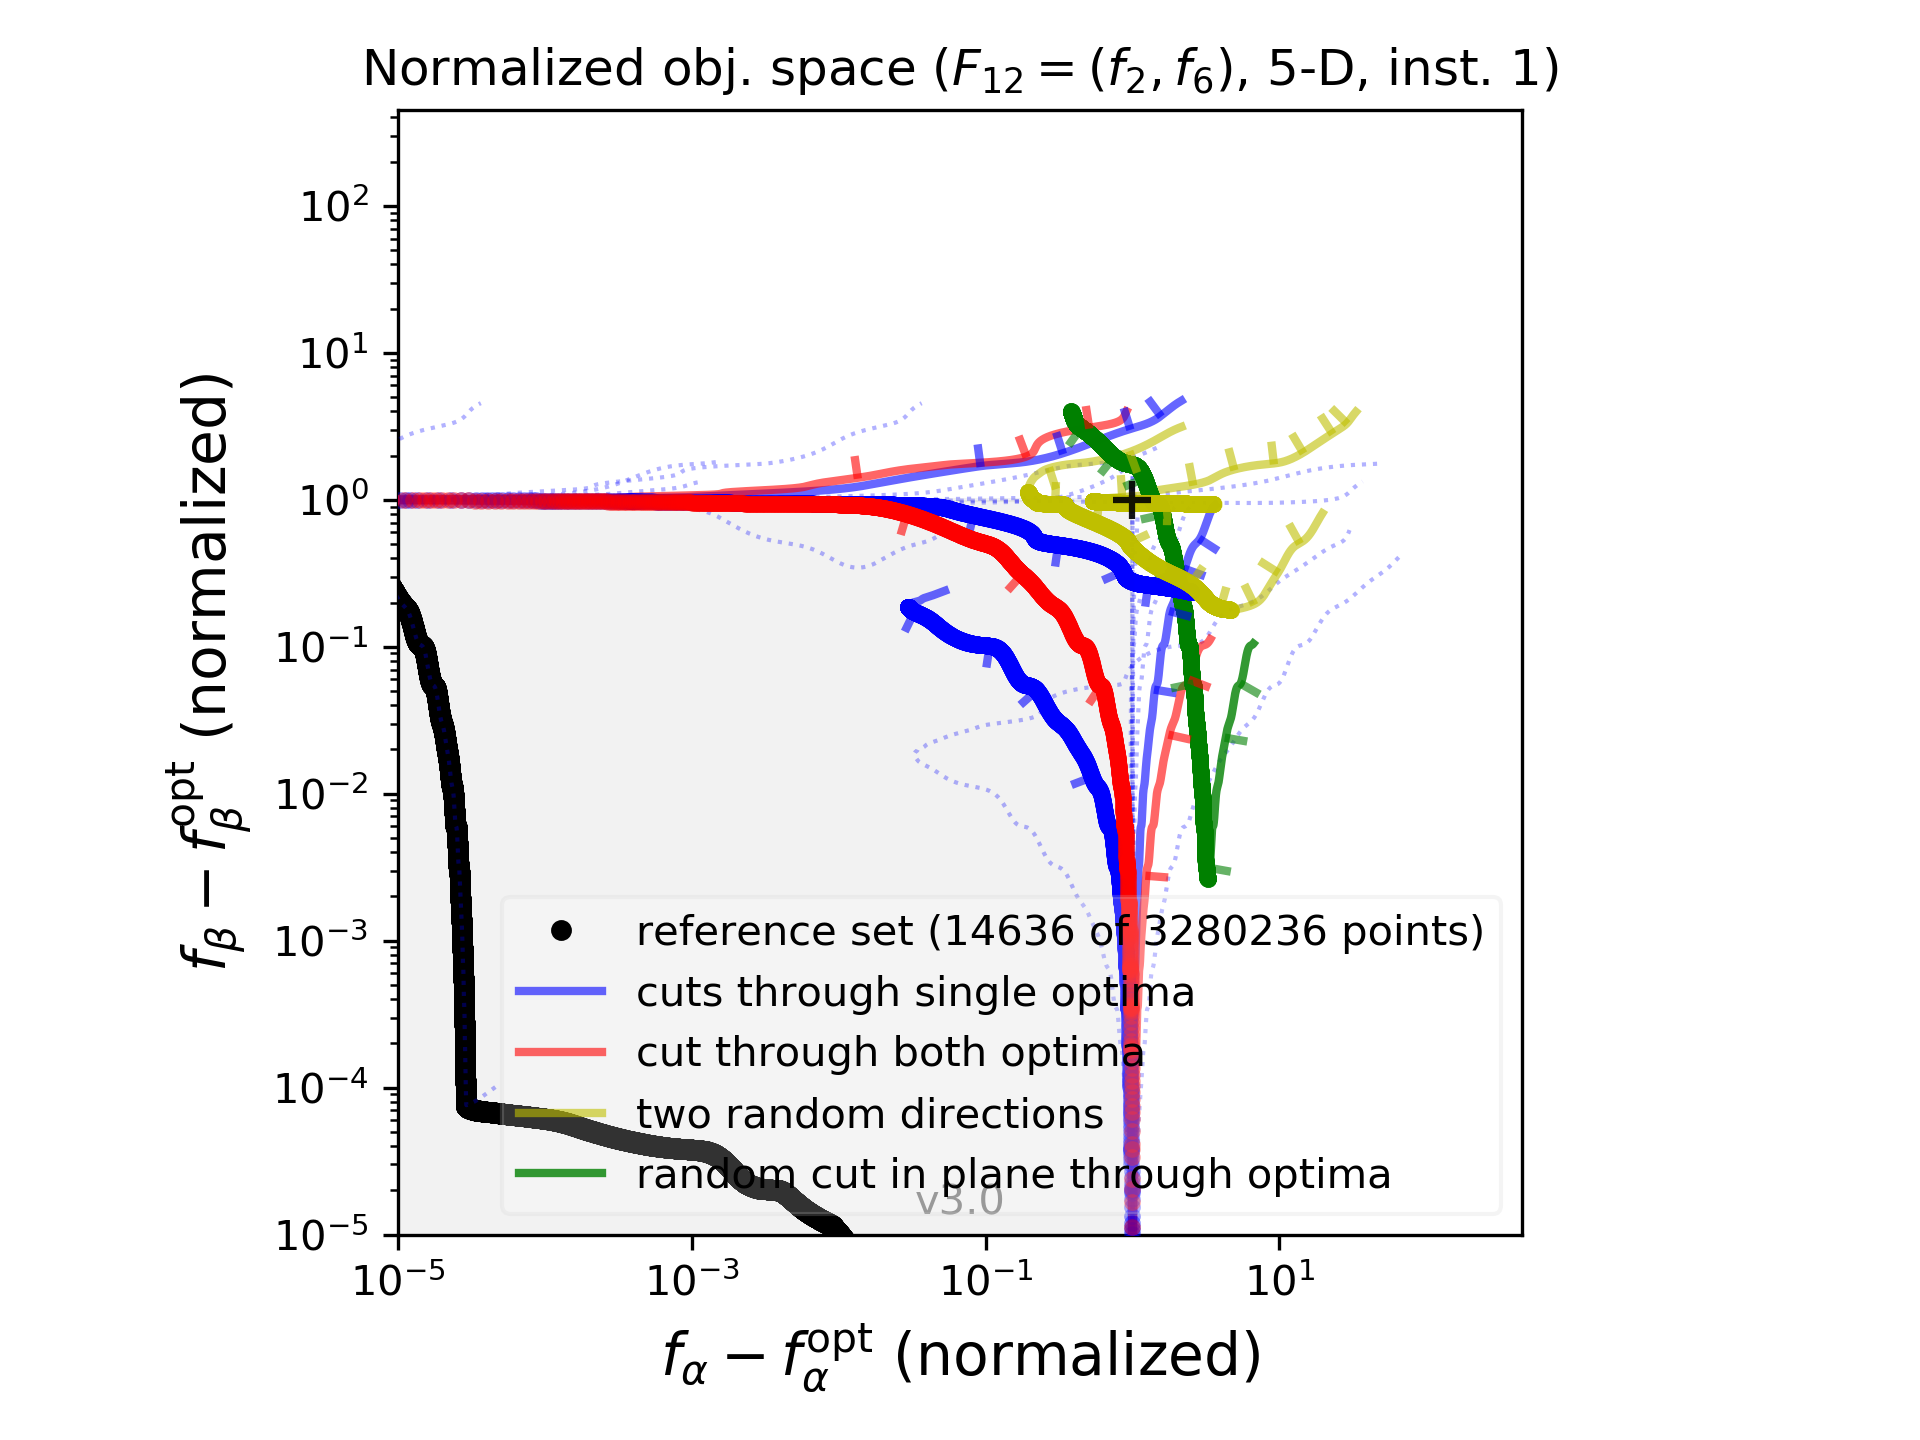 Normalized obj. space (F₁₂ = (f₂, f₆), 5-D, inst. 1)
f_β − f_β^opt (normalized)
10²
10¹
10⁰
10⁻¹
10⁻²
10⁻³
10⁻⁴
10⁻⁵
reference set (14636 of 3280236 points)
cuts through single optima
cut through both optima
two random directions
random cut in plane through optima
v3.0
10⁻⁵ 10⁻³ 10⁻¹ 10¹
f_α − f_α^opt (normalized)